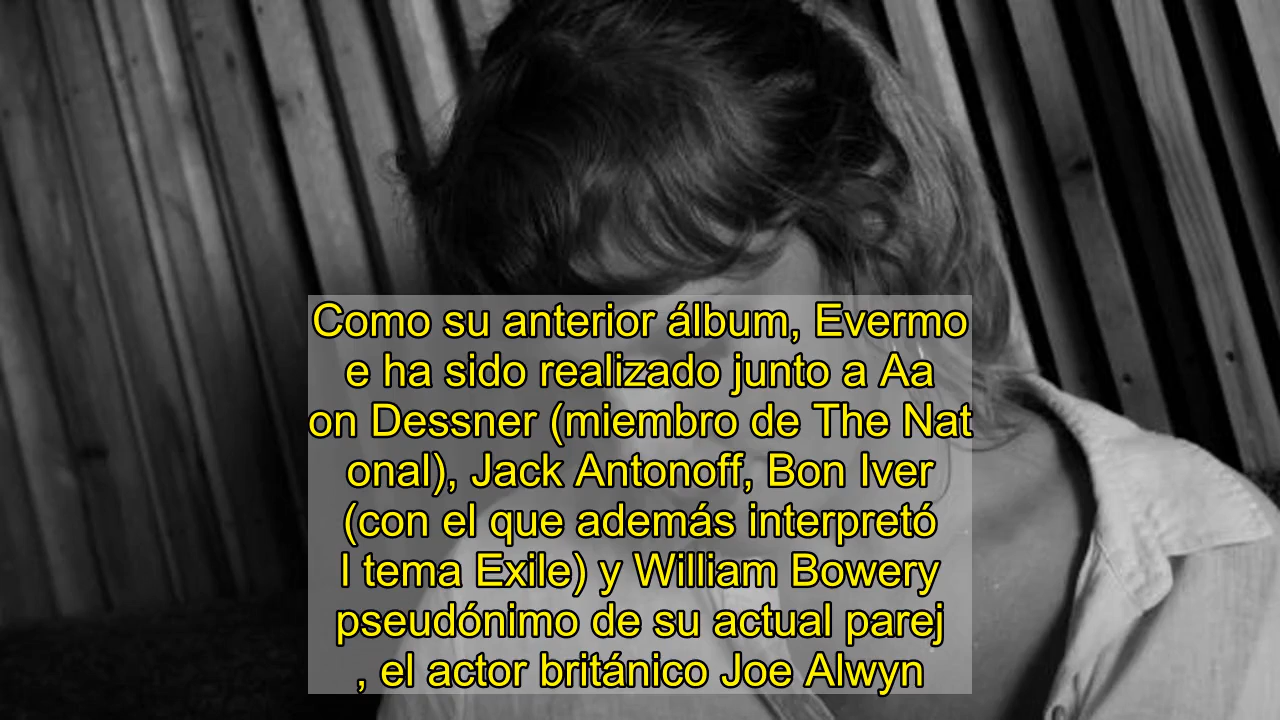 Como su anterior álbum, Evermo
e ha sido realizado junto a Aa
on Dessner (miembro de The Nat
onal), Jack Antonoff, Bon Iver
(con el que además interpretó
l tema Exile) y William Bowery
pseudónimo de su actual parej
, el actor británico Joe Alwyn